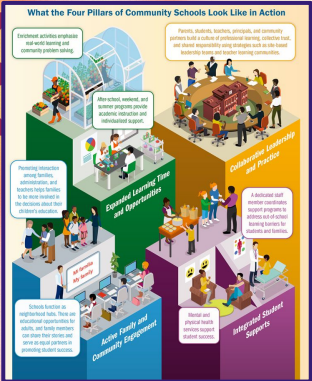 What the Four Pillars of Community Schools Look Like in Action
Enrichment activities emphasize
real-world learning and
community problem solving.
Parents, students, teachers, principals, and community
partners build a culture of professional learning, collective trust,
and shared responsibility using strategies such as site-based
leadership teams and teacher learning communities.
After-school, weekend, and
summer programs provide
academic instruction and
individualized support.
Collaborative Leadership
and Practice
Expanded Learning Time
and Opportunities
Promoting interaction
among families,
administration, and
teachers helps families
to be more involved in
the decisions about their
children's education.
A dedicated staff
member coordinates
support programs to
address out-of-school
learning barriers for
students and families.
Mi familia
My family
Schools function as
neighborhood hubs. There are
educational opportunities for
adults, and family members
can share their stories and
serve as equal partners in
promoting student success.
Active Family and
Community Engagement
Mental and
physical health
services support
student success.
Integrated Student
Supports